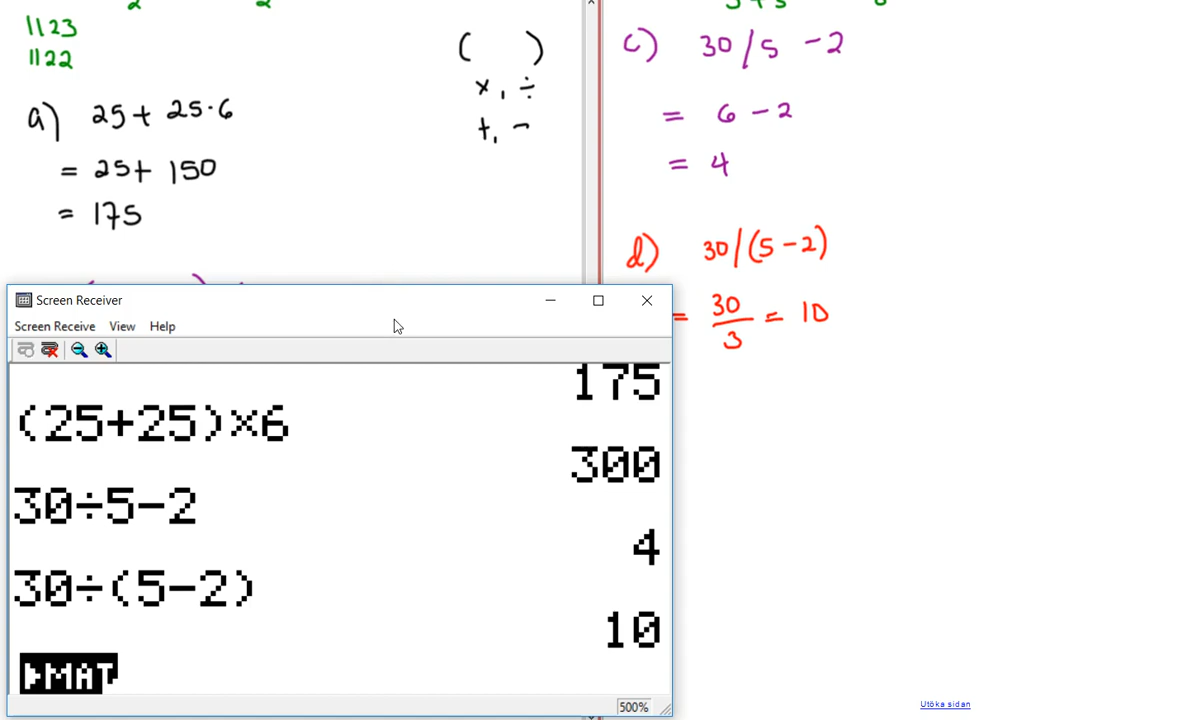 1123
1122
( )
×, ÷
+, -
a) 25+ 25·6
= 25+ 150
= 175
c) 30/5 -2
= 6 -2
= 4
d) 30/(5-2)
= 30/3 = 10
Screen Receiver
Screen Receive View Help
175
(25+25)×6
300
30÷5-2
4
30÷(5-2)
10
▶MAT
500%
Utöka sidan